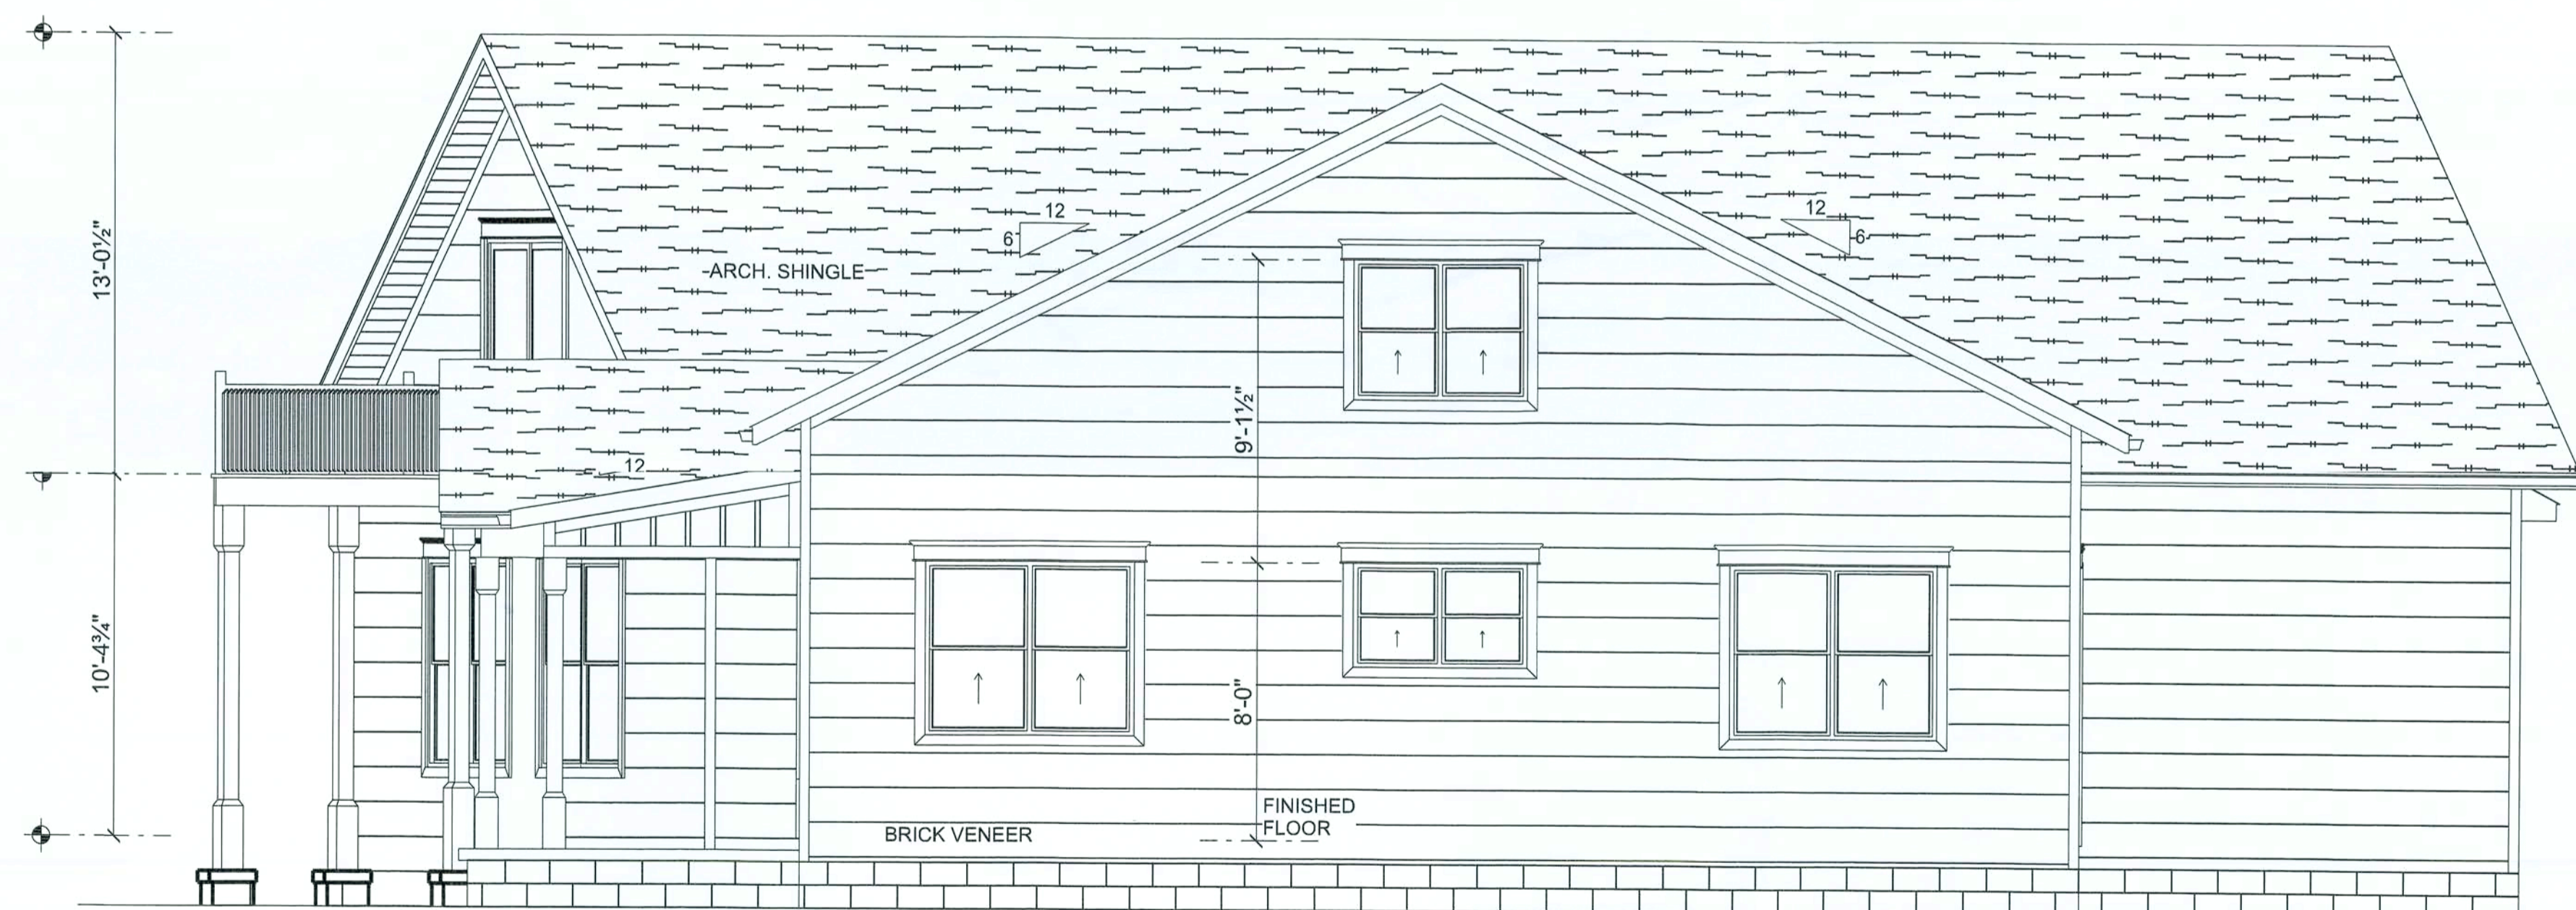 12
12
6
6
13'-0½"
-ARCH. SHINGLE
9'-1½"
12
10'-4¾"
8'-0"
FINISHED
FLOOR
BRICK VENEER